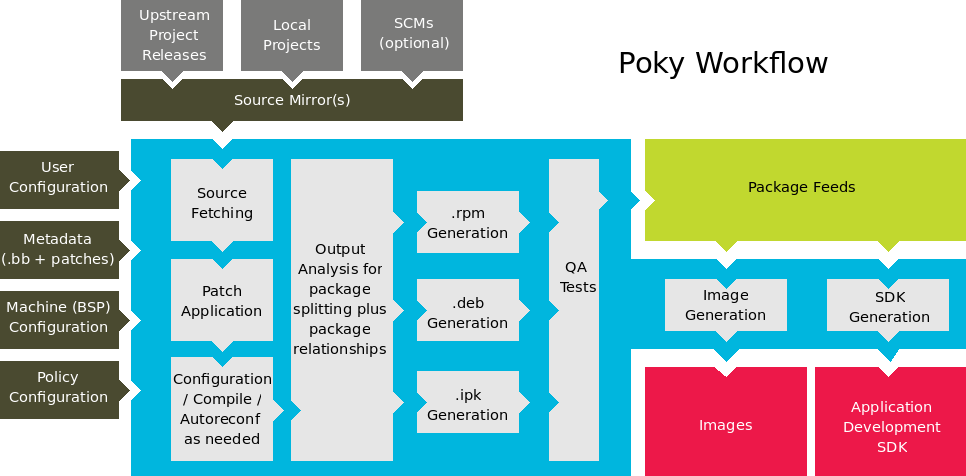 Upstream
Project
Releases
Local
Projects
SCMs
(optional)
Poky Workflow
Source Mirror(s)
User
Configuration
Metadata
(.bb + patches)
Machine (BSP)
Configuration
Policy
Configuration
Source
Fetching
Patch
Application
Configuration
/ Compile /
Autoreconf
as needed
Output
Analysis for
package
splitting plus
package
relationships
.rpm
Generation
.deb
Generation
.ipk
Generation
QA
Tests
Package Feeds
Image
Generation
SDK
Generation
Images
Application
Development
SDK